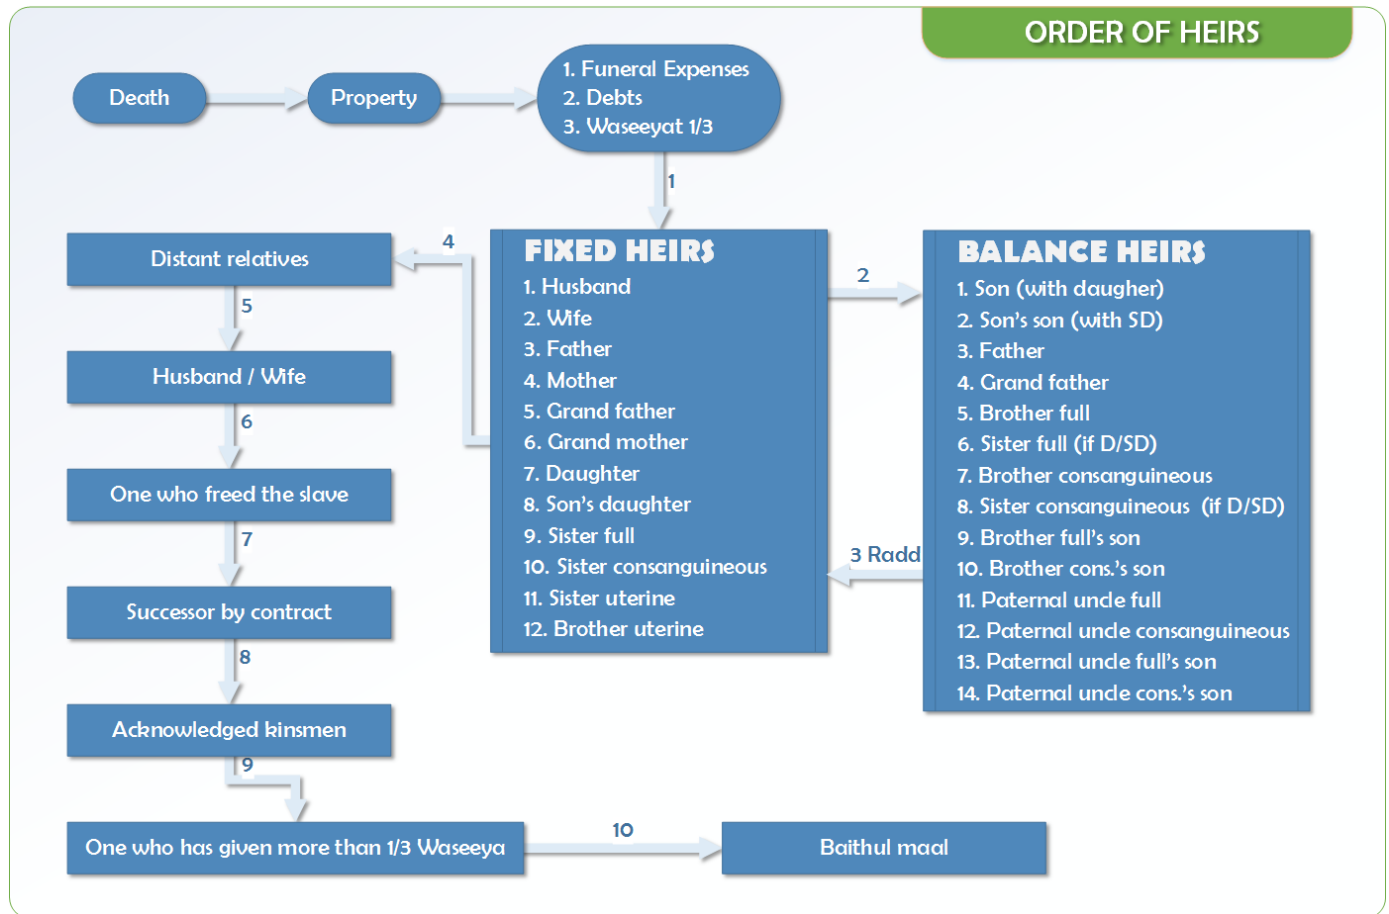 ORDER OF HEIRS
Death
Property
1. Funeral Expenses
2. Debts
3. Waseeyat 1/3
1
FIXED HEIRS
1. Husband
2. Wife
3. Father
4. Mother
5. Grand father
6. Grand mother
7. Daughter
8. Son's daughter
9. Sister full
10. Sister consanguineous
11. Sister uterine
12. Brother uterine
2
BALANCE HEIRS
1. Son (with daugher)
2. Son's son (with SD)
3. Father
4. Grand father
5. Brother full
6. Sister full (if D/SD)
7. Brother consanguineous
8. Sister consanguineous (if D/SD)
9. Brother full's son
10. Brother cons.'s son
11. Paternal uncle full
12. Paternal uncle consanguineous
13. Paternal uncle full's son
14. Paternal uncle cons.'s son
3 Radd
4
Distant relatives
5
Husband / Wife
6
One who freed the slave
7
Successor by contract
8
Acknowledged kinsmen
9
One who has given more than 1/3 Waseeya
10
Baithul maal